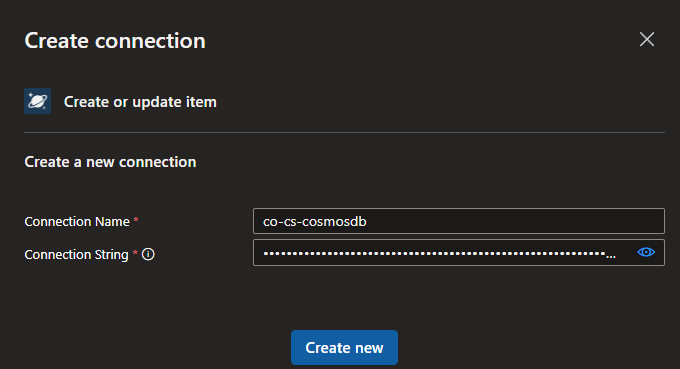 Create connection
Create or update item
Create a new connection
Connection Name *
co-cs-cosmosdb
Connection String *
Create new